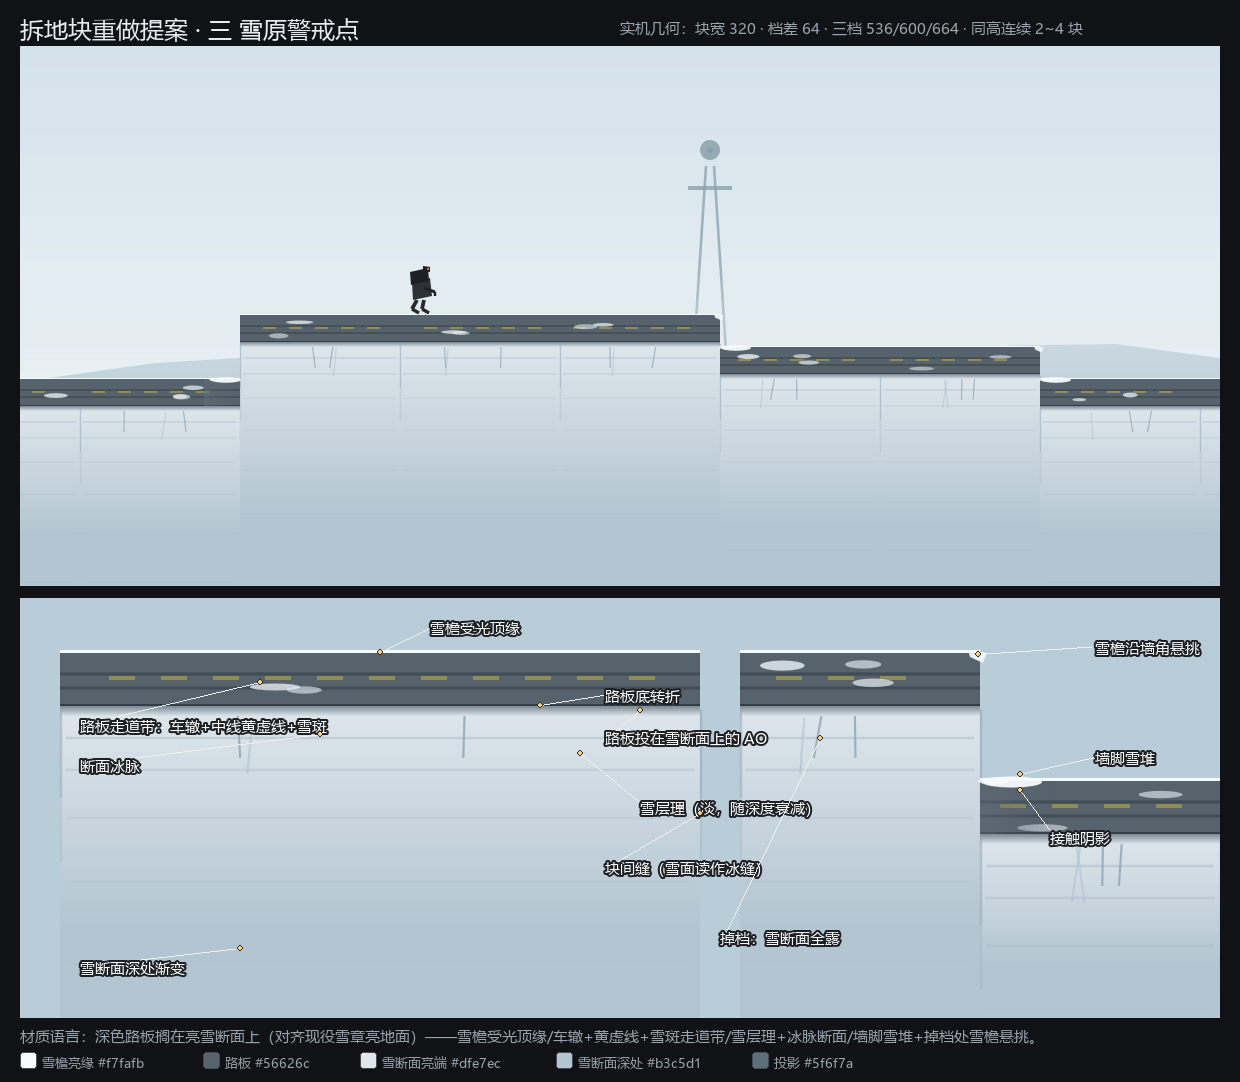 拆地块重做提案 · 三 雪原警戒点
实机几何：块宽 320 · 档差 64 · 三档 536/600/664 · 同高连续 2~4 块
雪檐受光顶缘
雪檐沿墙角悬挑
路板底转折
路板走道带：车辙+中线黄虚线+雪斑
路板投在雪断面上的 AO
断面冰脉
墙脚雪堆
雪层理（淡，随深度衰减）
接触阴影
块间缝（雪面读作冰缝）
掉档：雪断面全露
雪断面深处渐变
材质语言：深色路板搁在亮雪断面上（对齐现役雪章亮地面）——雪檐受光顶缘/车辙+黄虚线+雪斑走道带/雪层理+冰脉断面/墙脚雪堆+掉档处雪檐悬挑。
雪檐亮缘 #f7fafb
路板 #56626c
雪断面亮端 #dfe7ec
雪断面深处 #b3c5d1
投影 #5f6f7a